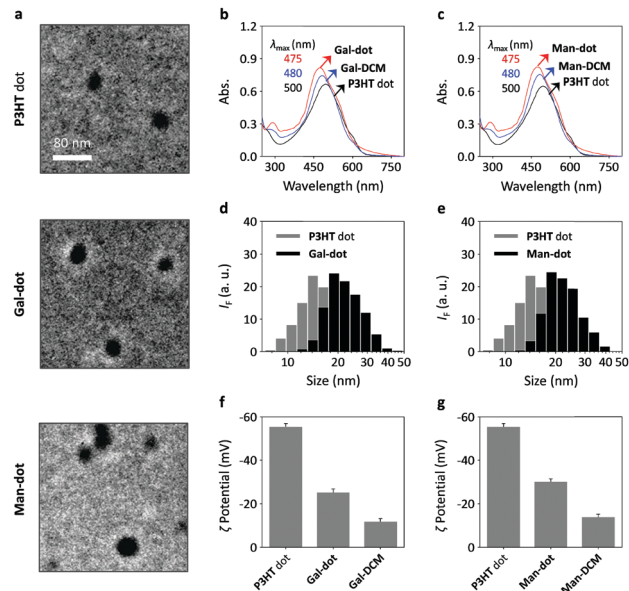 a
P3HT dot
80 nm
Gal-dot
Man-dot
b
1.2
0.9
0.6
0.3
0.0
Abs.
λmax (nm)
475
480
500
Gal-dot
Gal-DCM
P3HT dot
300 450 600 750
Wavelength (nm)
c
1.2
0.9
0.6
0.3
0.0
Abs.
λmax (nm)
475
480
500
Man-dot
Man-DCM
P3HT dot
300 450 600 750
Wavelength (nm)
d
40
30
20
10
0
IF (a. u.)
P3HT dot
Gal-dot
10 20 30 40 50
Size (nm)
e
40
30
20
10
0
IF (a. u.)
P3HT dot
Man-dot
10 20 30 40 50
Size (nm)
f
-60
-40
-20
0
ζ Potential (mV)
P3HT dot
Gal-dot
Gal-DCM
g
-60
-40
-20
0
ζ Potential (mV)
P3HT dot
Man-dot
Man-DCM